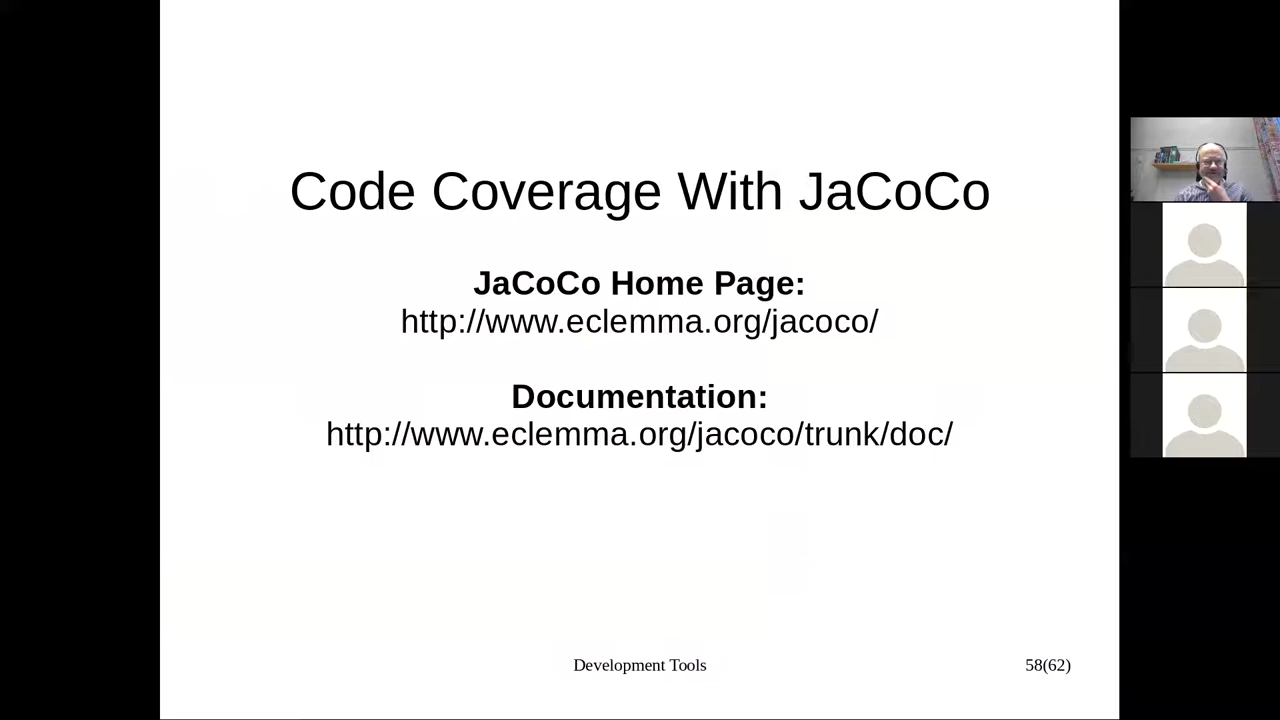 Code Coverage With JaCoCo
JaCoCo Home Page:
http://www.eclemma.org/jacoco/
Documentation:
http://www.eclemma.org/jacoco/trunk/doc/
Development Tools
58(62)